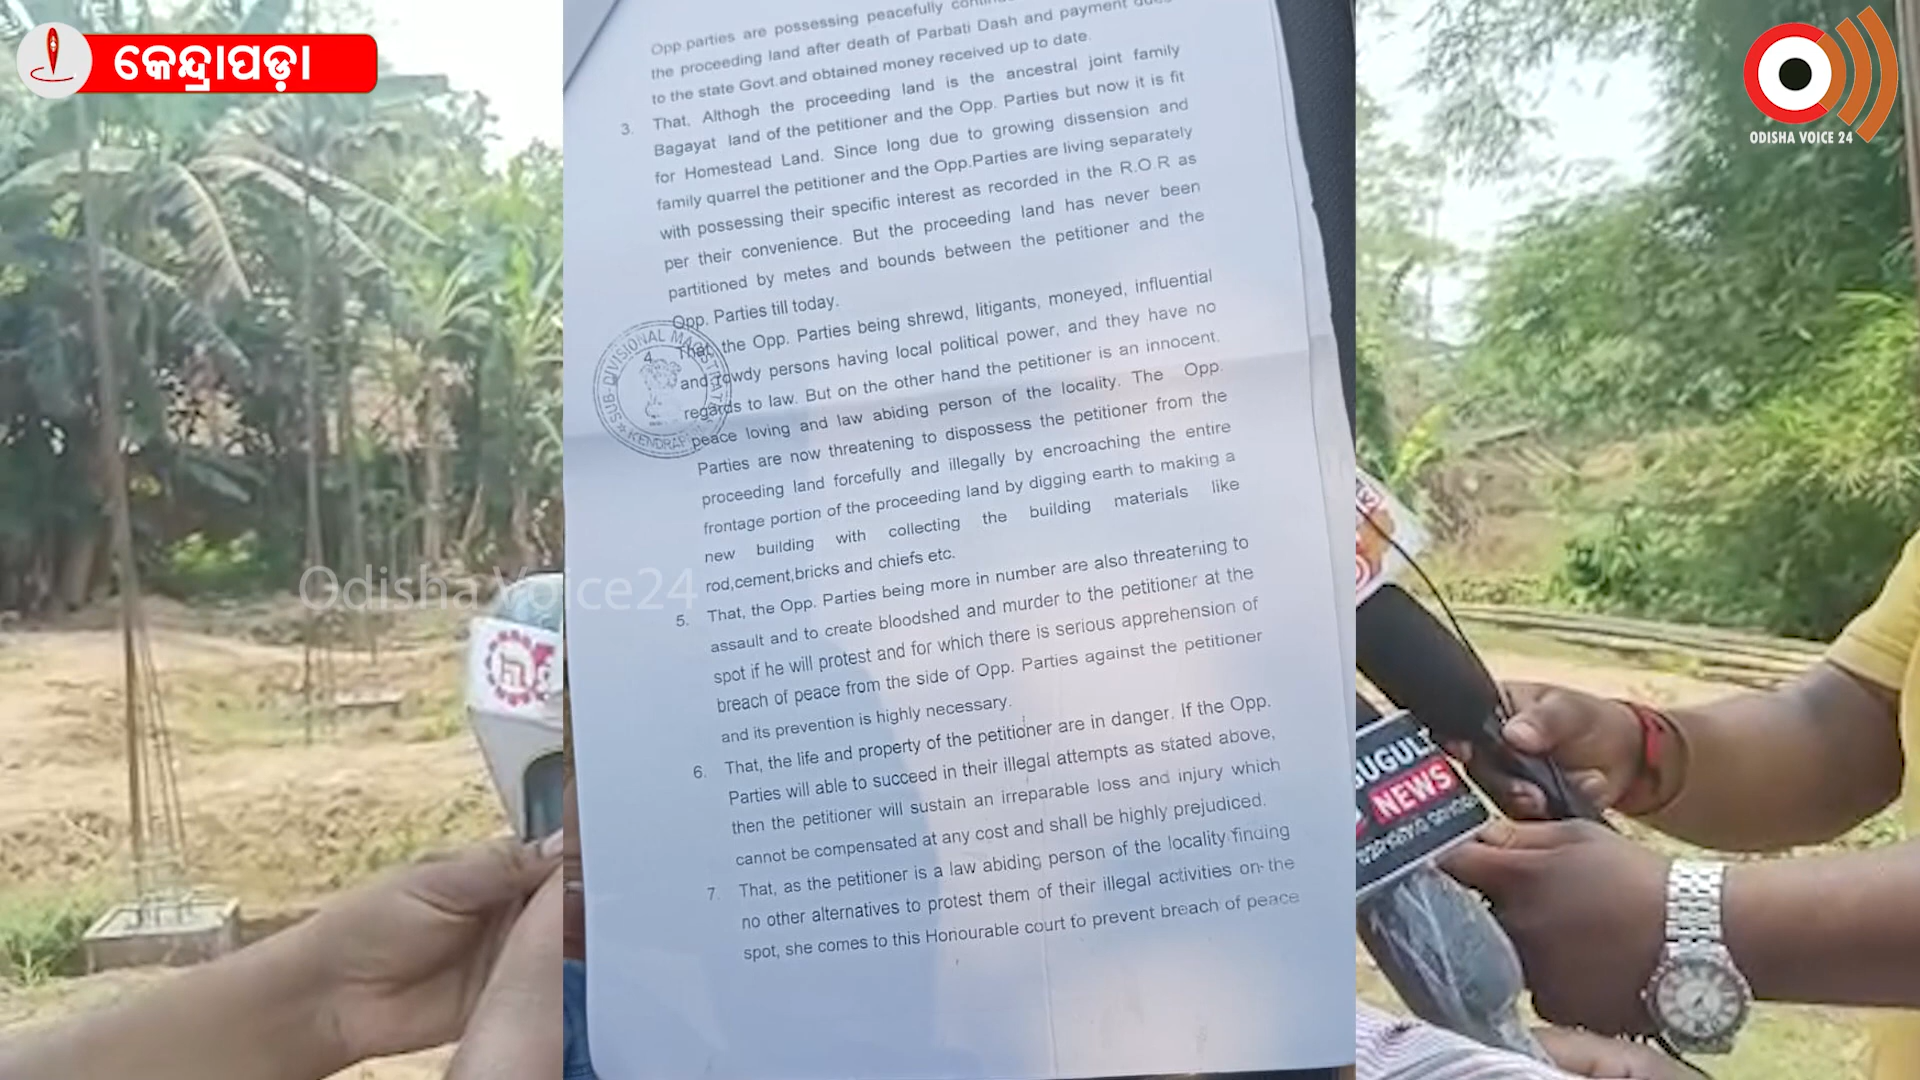 କେନ୍ଦ୍ରାପଡ଼ା
ODISHA VOICE 24
Opp.parties are possessing peacefully
the proceeding land after death of Parbati Dash and payment
to the state Govt.and obtained money received up to date.
3. That, Althogh the proceeding land is the ancestral joint family
Bagayat land of the petitioner and the Opp. Parties but now it is fit
for Homestead Land. Since long due to growing dissension and
family quarrel the petitioner and the Opp.Parties are living separately
with possessing their specific interest as recorded in the R.O.R as
per their convenience. But the proceeding land has never been
partitioned by metes and bounds between the petitioner and the
Opp. Parties till today.
4. That, the Opp. Parties being shrewd, litigants, moneyed, influential
and rowdy persons having local political power, and they have no
regards to law. But on the other hand the petitioner is an innocent.
peace loving and law abiding person of the locality. The Opp.
Parties are now threatening to dispossess the petitioner from the
proceeding land forcefully and illegally by encroaching the entire
frontage portion of the proceeding land by digging earth to making a
new building with collecting the building materials like
rod,cement,bricks and chiefs etc.
5. That, the Opp. Parties being more in number are also threatening to
assault and to create bloodshed and murder to the petitioner at the
spot if he will protest and for which there is serious apprehension of
breach of peace from the side of Opp. Parties against the petitioner
and its prevention is highly necessary.
6. That, the life and property of the petitioner are in danger. If the Opp.
Parties will able to succeed in their illegal attempts as stated above,
then the petitioner will sustain an irreparable loss and injury which
cannot be compensated at any cost and shall be highly prejudiced.
7. That, as the petitioner is a law abiding person of the locality finding
no other alternatives to protest them of their illegal activities on the
spot, she comes to this Honourable court to prevent breach of peace
SUB-DIVISIONAL
Odisha Voice24
NEWS